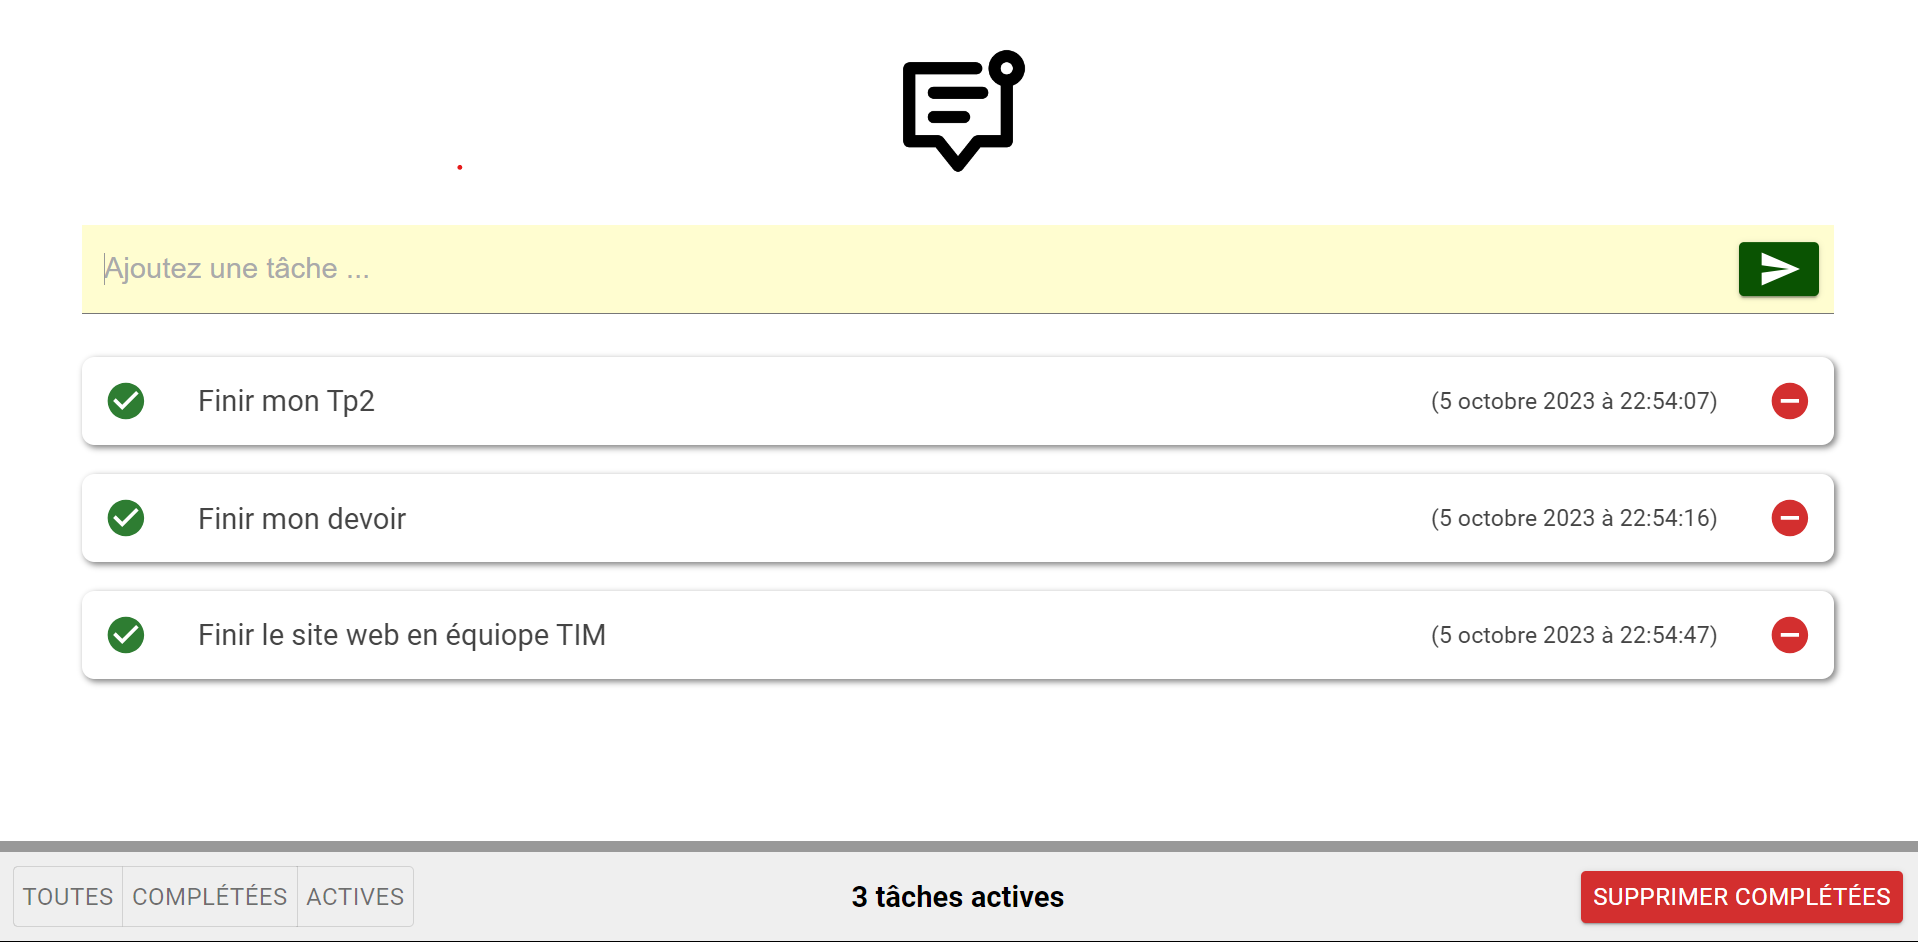 Ajoutez une tâche ...
Finir mon Tp2 (5 octobre 2023 à 22:54:07)
Finir mon devoir (5 octobre 2023 à 22:54:16)
Finir le site web en équiope TIM (5 octobre 2023 à 22:54:47)
TOUTES COMPLÉTÉES ACTIVES 3 tâches actives SUPPRIMER COMPLÉTÉES